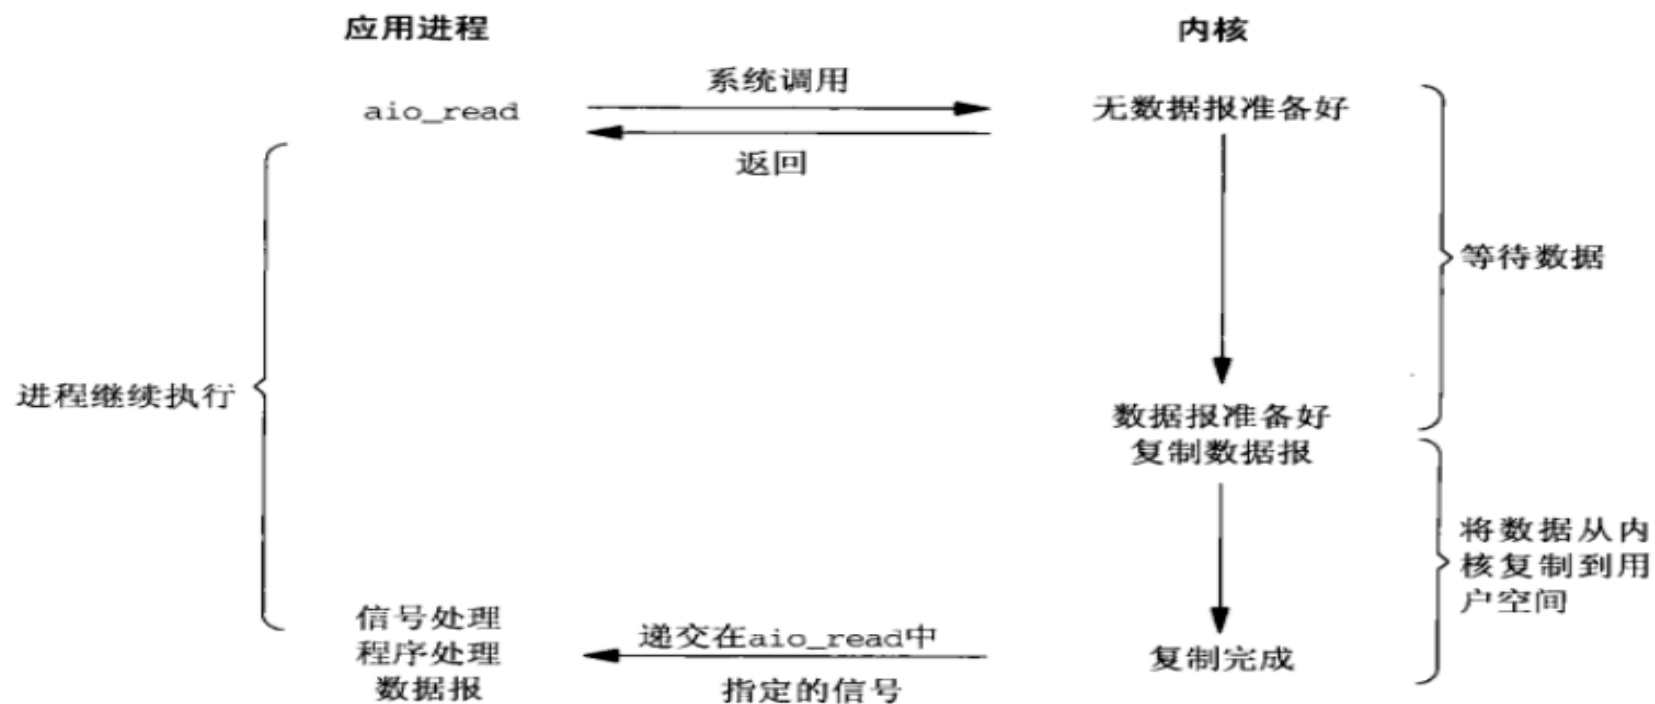 应用进程
内核
系统调用
aio_read
无数据报准备好
返回
等待数据
进程继续执行
数据报准备好
复制数据报
将数据从内
核复制到用
户空间
信号处理
程序处理
数据报
递交在aio_read中
指定的信号
复制完成